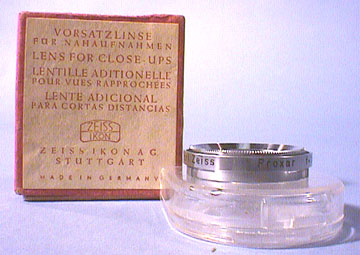 VORSATZLINSE
FÜR NAHAUFNAHMEN
LENS FOR CLOSE-UPS
LENTILLE ADITIONELLE
POUR VUES RAPPROCHÉES
LENTE ADICIONAL
PARA CORTAS DISTANCIAS
ZEISS
IKON
ZEISS IKON A.G.
STUTTGART
MADE IN GERMANY
Zeiss Proxar